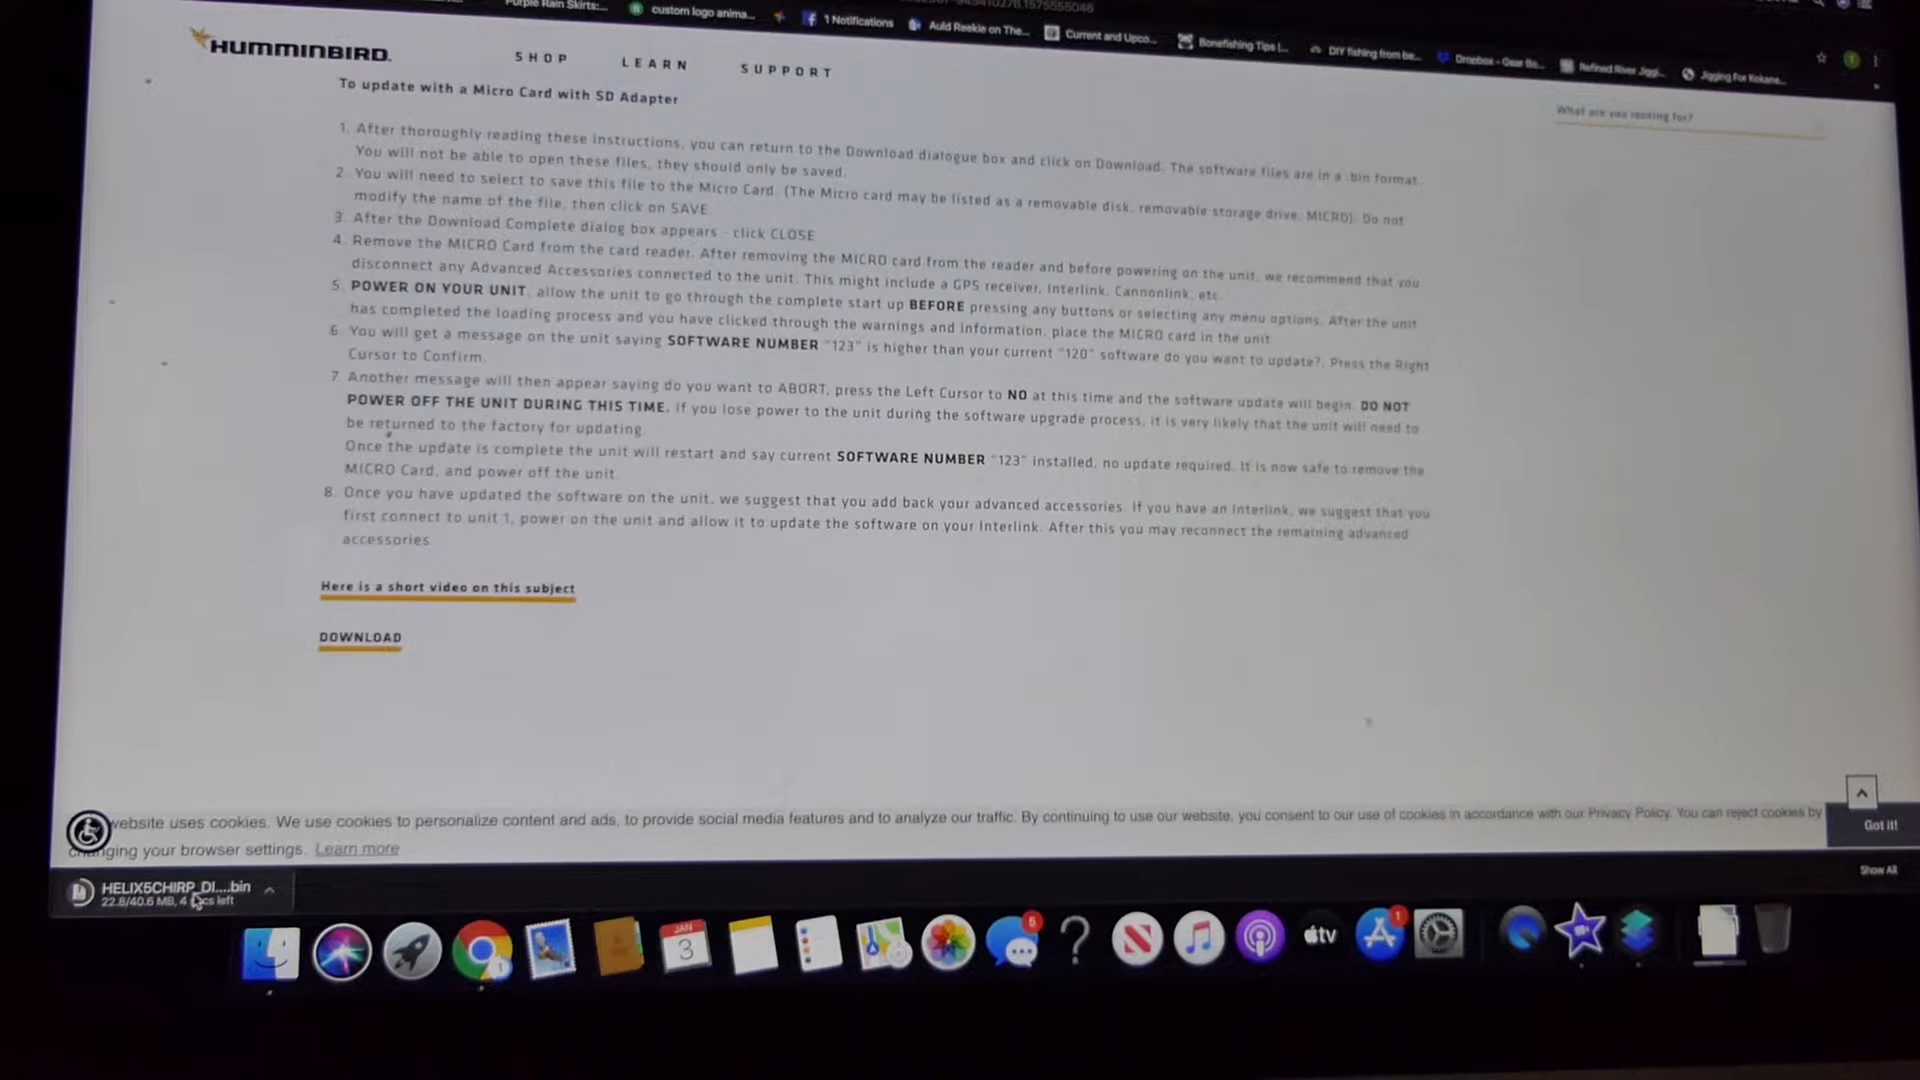 Purple Rain Skirts:...
custom logo anima...
1 Notifications
Auld Reekie on The...
Current and Upco...
Bonefishing Tips |...
DIY fishing from be...
Dropbox - Gear Bo...
Refined River Jiggi...
Jigging For Kokane...
HUMMINBIRD.
SHOP
LEARN
SUPPORT
What are you looking for?
To update with a Micro Card with SD Adapter
1. After thoroughly reading these instructions, you can return to the Download dialogue box and click on Download. The software files are in a .bin format.
You will not be able to open these files, they should only be saved.
2. You will need to select to save this file to the Micro Card. (The Micro card may be listed as a removable disk, removable storage drive, MICRO). Do not
modify the name of the file, then click on SAVE.
3. After the Download Complete dialog box appears - click CLOSE
4. Remove the MICRO Card from the card reader. After removing the MICRO card from the reader and before powering on the unit, we recommend that you
disconnect any Advanced Accessories connected to the unit. This might include a GPS receiver, Interlink, Cannonlink, etc.
5. POWER ON YOUR UNIT, allow the unit to go through the complete start up BEFORE pressing any buttons or selecting any menu options. After the unit
has completed the loading process and you have clicked through the warnings and information, place the MICRO card in the unit
6. You will get a message on the unit saying SOFTWARE NUMBER "123" is higher than your current "120" software do you want to update?. Press the Right
Cursor to Confirm.
7. Another message will then appear saying do you want to ABORT, press the Left Cursor to NO at this time and the software update will begin. DO NOT
POWER OFF THE UNIT DURING THIS TIME. If you lose power to the unit during the software upgrade process, it is very likely that the unit will need to
be returned to the factory for updating.
Once the update is complete the unit will restart and say current SOFTWARE NUMBER "123" installed, no update required. It is now safe to remove the
MICRO Card, and power off the unit.
8. Once you have updated the software on the unit, we suggest that you add back your advanced accessories. If you have an Interlink, we suggest that you
first connect to unit 1, power on the unit and allow it to update the software on your Interlink. After this you may reconnect the remaining advanced
accessories
Here is a short video on this subject
DOWNLOAD
website uses cookies. We use cookies to personalize content and ads, to provide social media features and to analyze our traffic. By continuing to use our website, you consent to our use of cookies in accordance with our Privacy Policy. You can reject cookies by
changing your browser settings. Learn more
Got it!
HELIX5CHIRP_DI....bin
22.8/40.6 MB, 4 secs left
Show All
JAN
3
6
tv
1